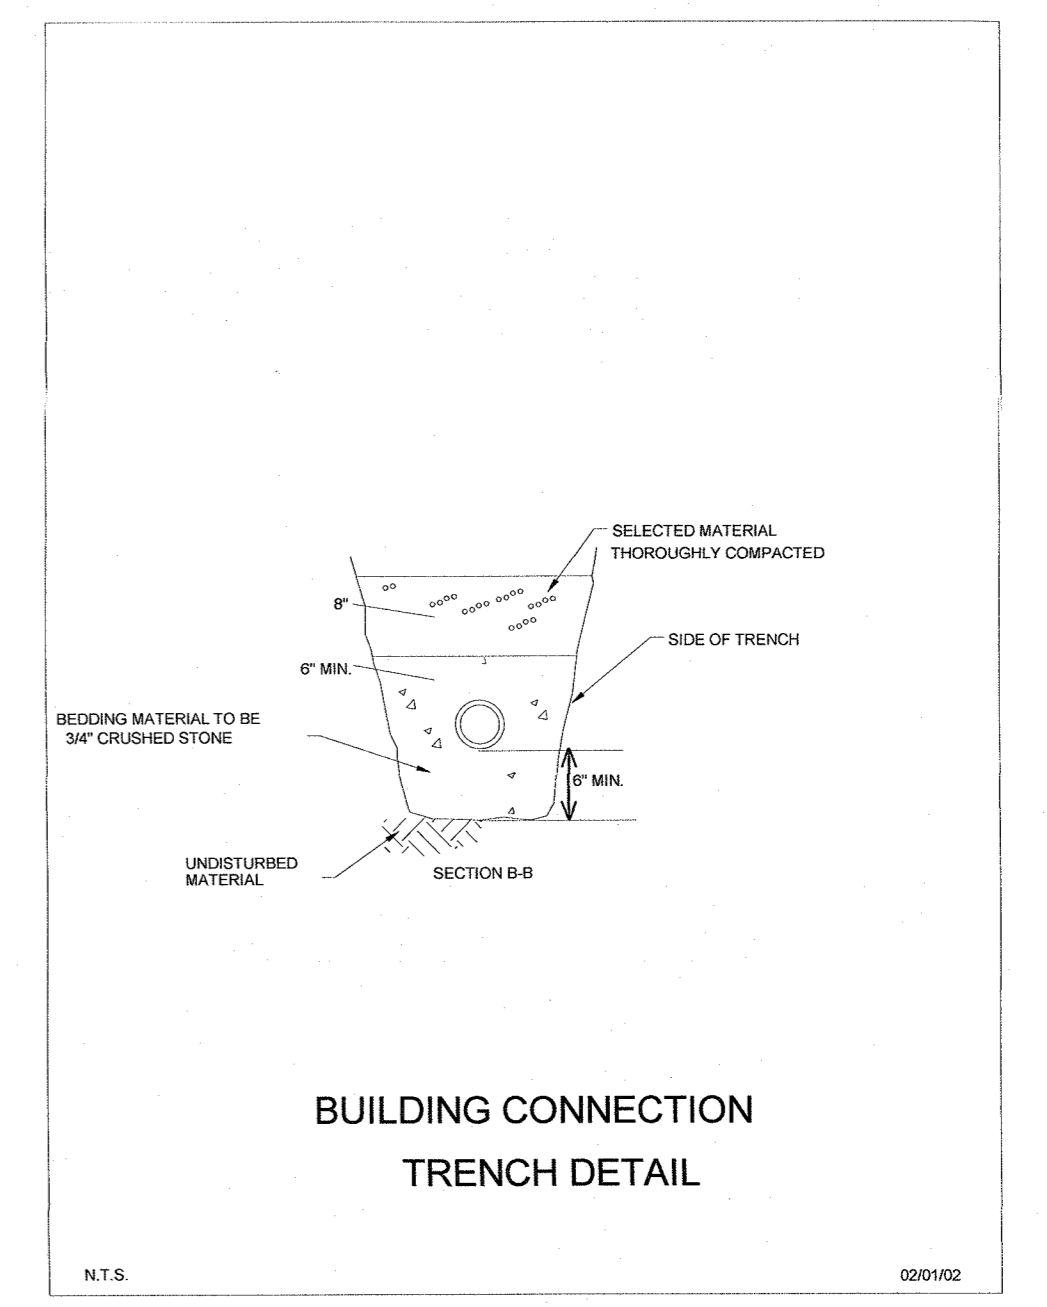 SELECTED MATERIAL
THOROUGHLY COMPACTED
8"
SIDE OF TRENCH
6" MIN.
BEDDING MATERIAL TO BE
3/4" CRUSHED STONE
6" MIN.
UNDISTURBED
MATERIAL
SECTION B-B
BUILDING CONNECTION
TRENCH DETAIL
N.T.S.
02/01/02